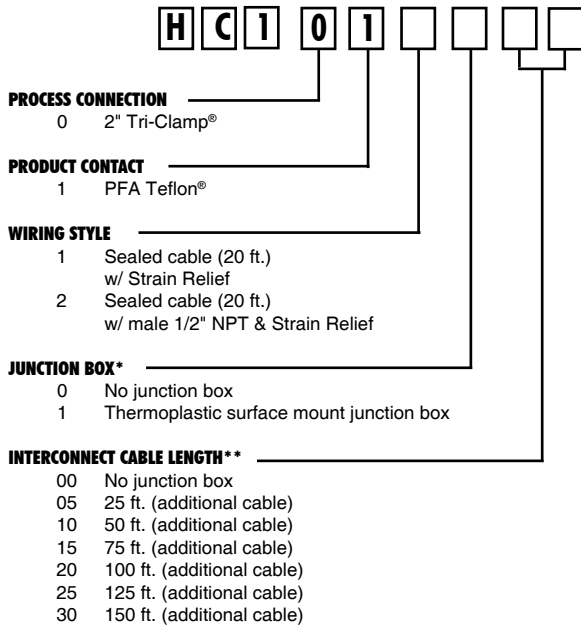 H C 1 0 1
PROCESS CONNECTION
0 2" Tri-Clamp®
PRODUCT CONTACT
1 PFA Teflon®
WIRING STYLE
1 Sealed cable (20 ft.)
w/ Strain Relief
2 Sealed cable (20 ft.)
w/ male 1/2" NPT & Strain Relief
JUNCTION BOX*
0 No junction box
1 Thermoplastic surface mount junction box
INTERCONNECT CABLE LENGTH**
00 No junction box
05 25 ft. (additional cable)
10 50 ft. (additional cable)
15 75 ft. (additional cable)
20 100 ft. (additional cable)
25 125 ft. (additional cable)
30 150 ft. (additional cable)